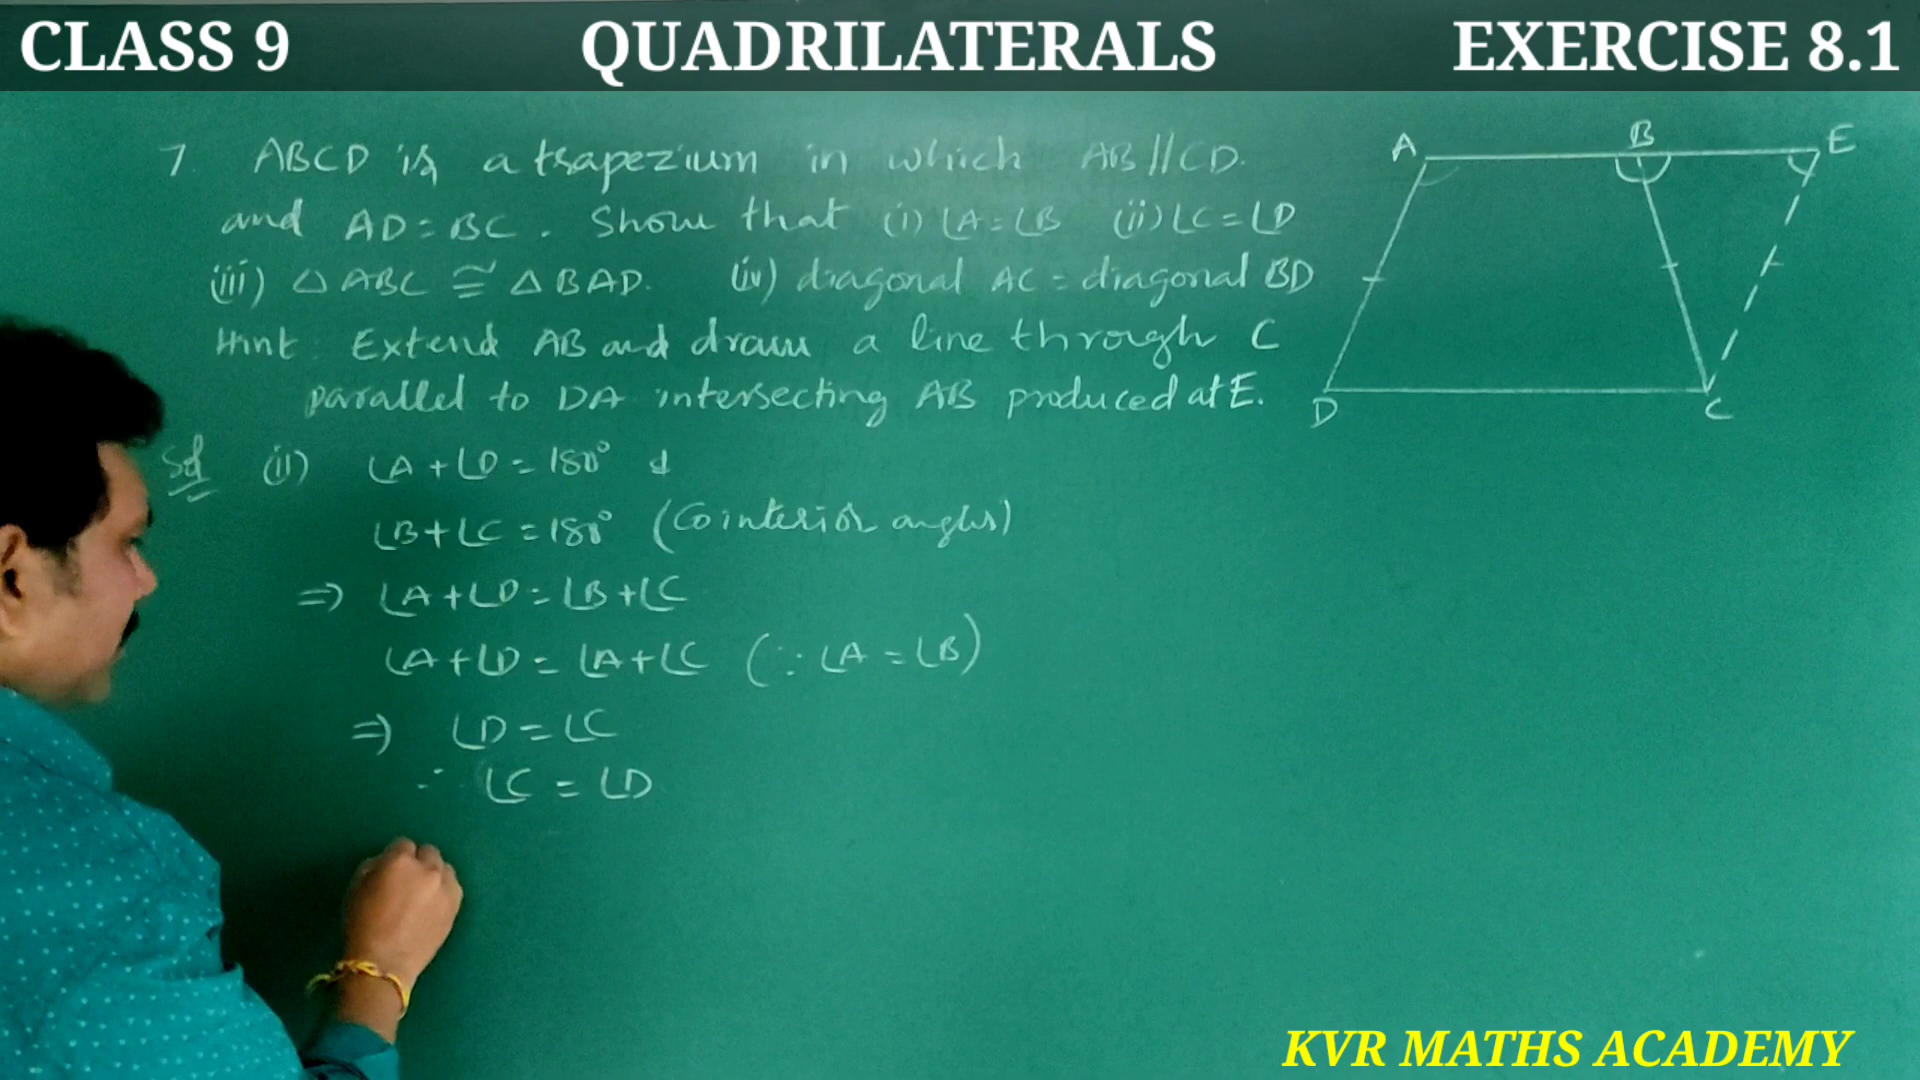 CLASS 9 QUADRILATERALS EXERCISE 8.1
7. ABCD is a trapezium in which AB//CD.
and AD = BC. Show that (i) ∠A = ∠B (ii) ∠C = ∠D
(iii) △ABC ≅ △BAD. (iv) diagonal AC = diagonal BD
Hint: Extend AB and draw a line through C
parallel to DA intersecting AB produced at E.
A B E
D C
Sol (ii) ∠A + ∠D = 180° &
∠B + ∠C = 180° (Cointerior angles)
⇒ ∠A + ∠D = ∠B + ∠C
∠A + ∠D = ∠A + ∠C (∵ ∠A = ∠B)
⇒ ∠D = ∠C
∴ ∠C = ∠D
KVR MATHS ACADEMY